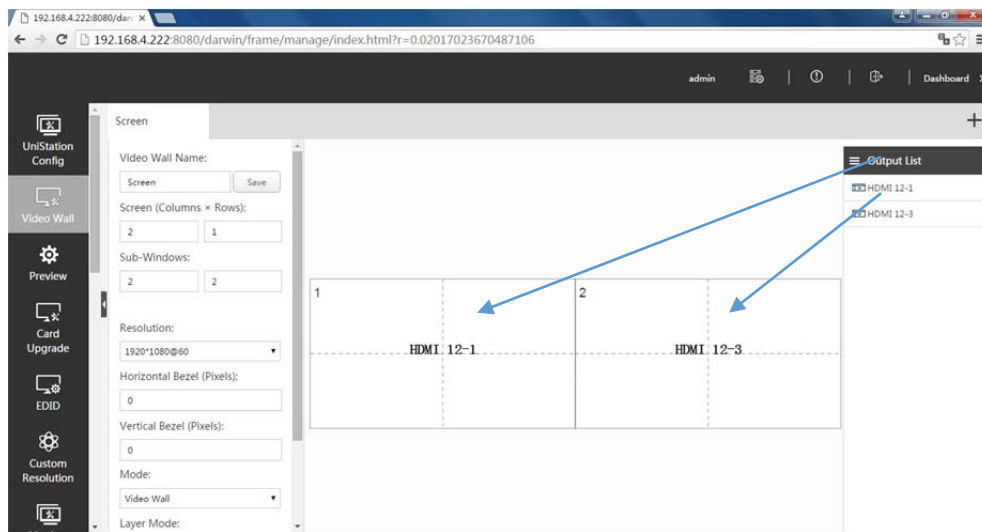 192.168.4.222:8080/dar
192.168.4.222:8080/darwin/frame/manage/index.html?r=0.02017023670487106
admin
Dashboard
UniStation
Config
Video Wall
Preview
Card
Upgrade
EDID
Custom
Resolution
Screen
Video Wall Name:
Screen
Save
Screen (Columns × Rows):
2 1
Sub-Windows:
2 2
Resolution:
1920*1080@60
Horizontal Bezel (Pixels):
0
Vertical Bezel (Pixels):
0
Mode:
Video Wall
Layer Mode:
1
HDMI 12-1
2
HDMI 12-3
Output List
HDMI 12-1
HDMI 12-3